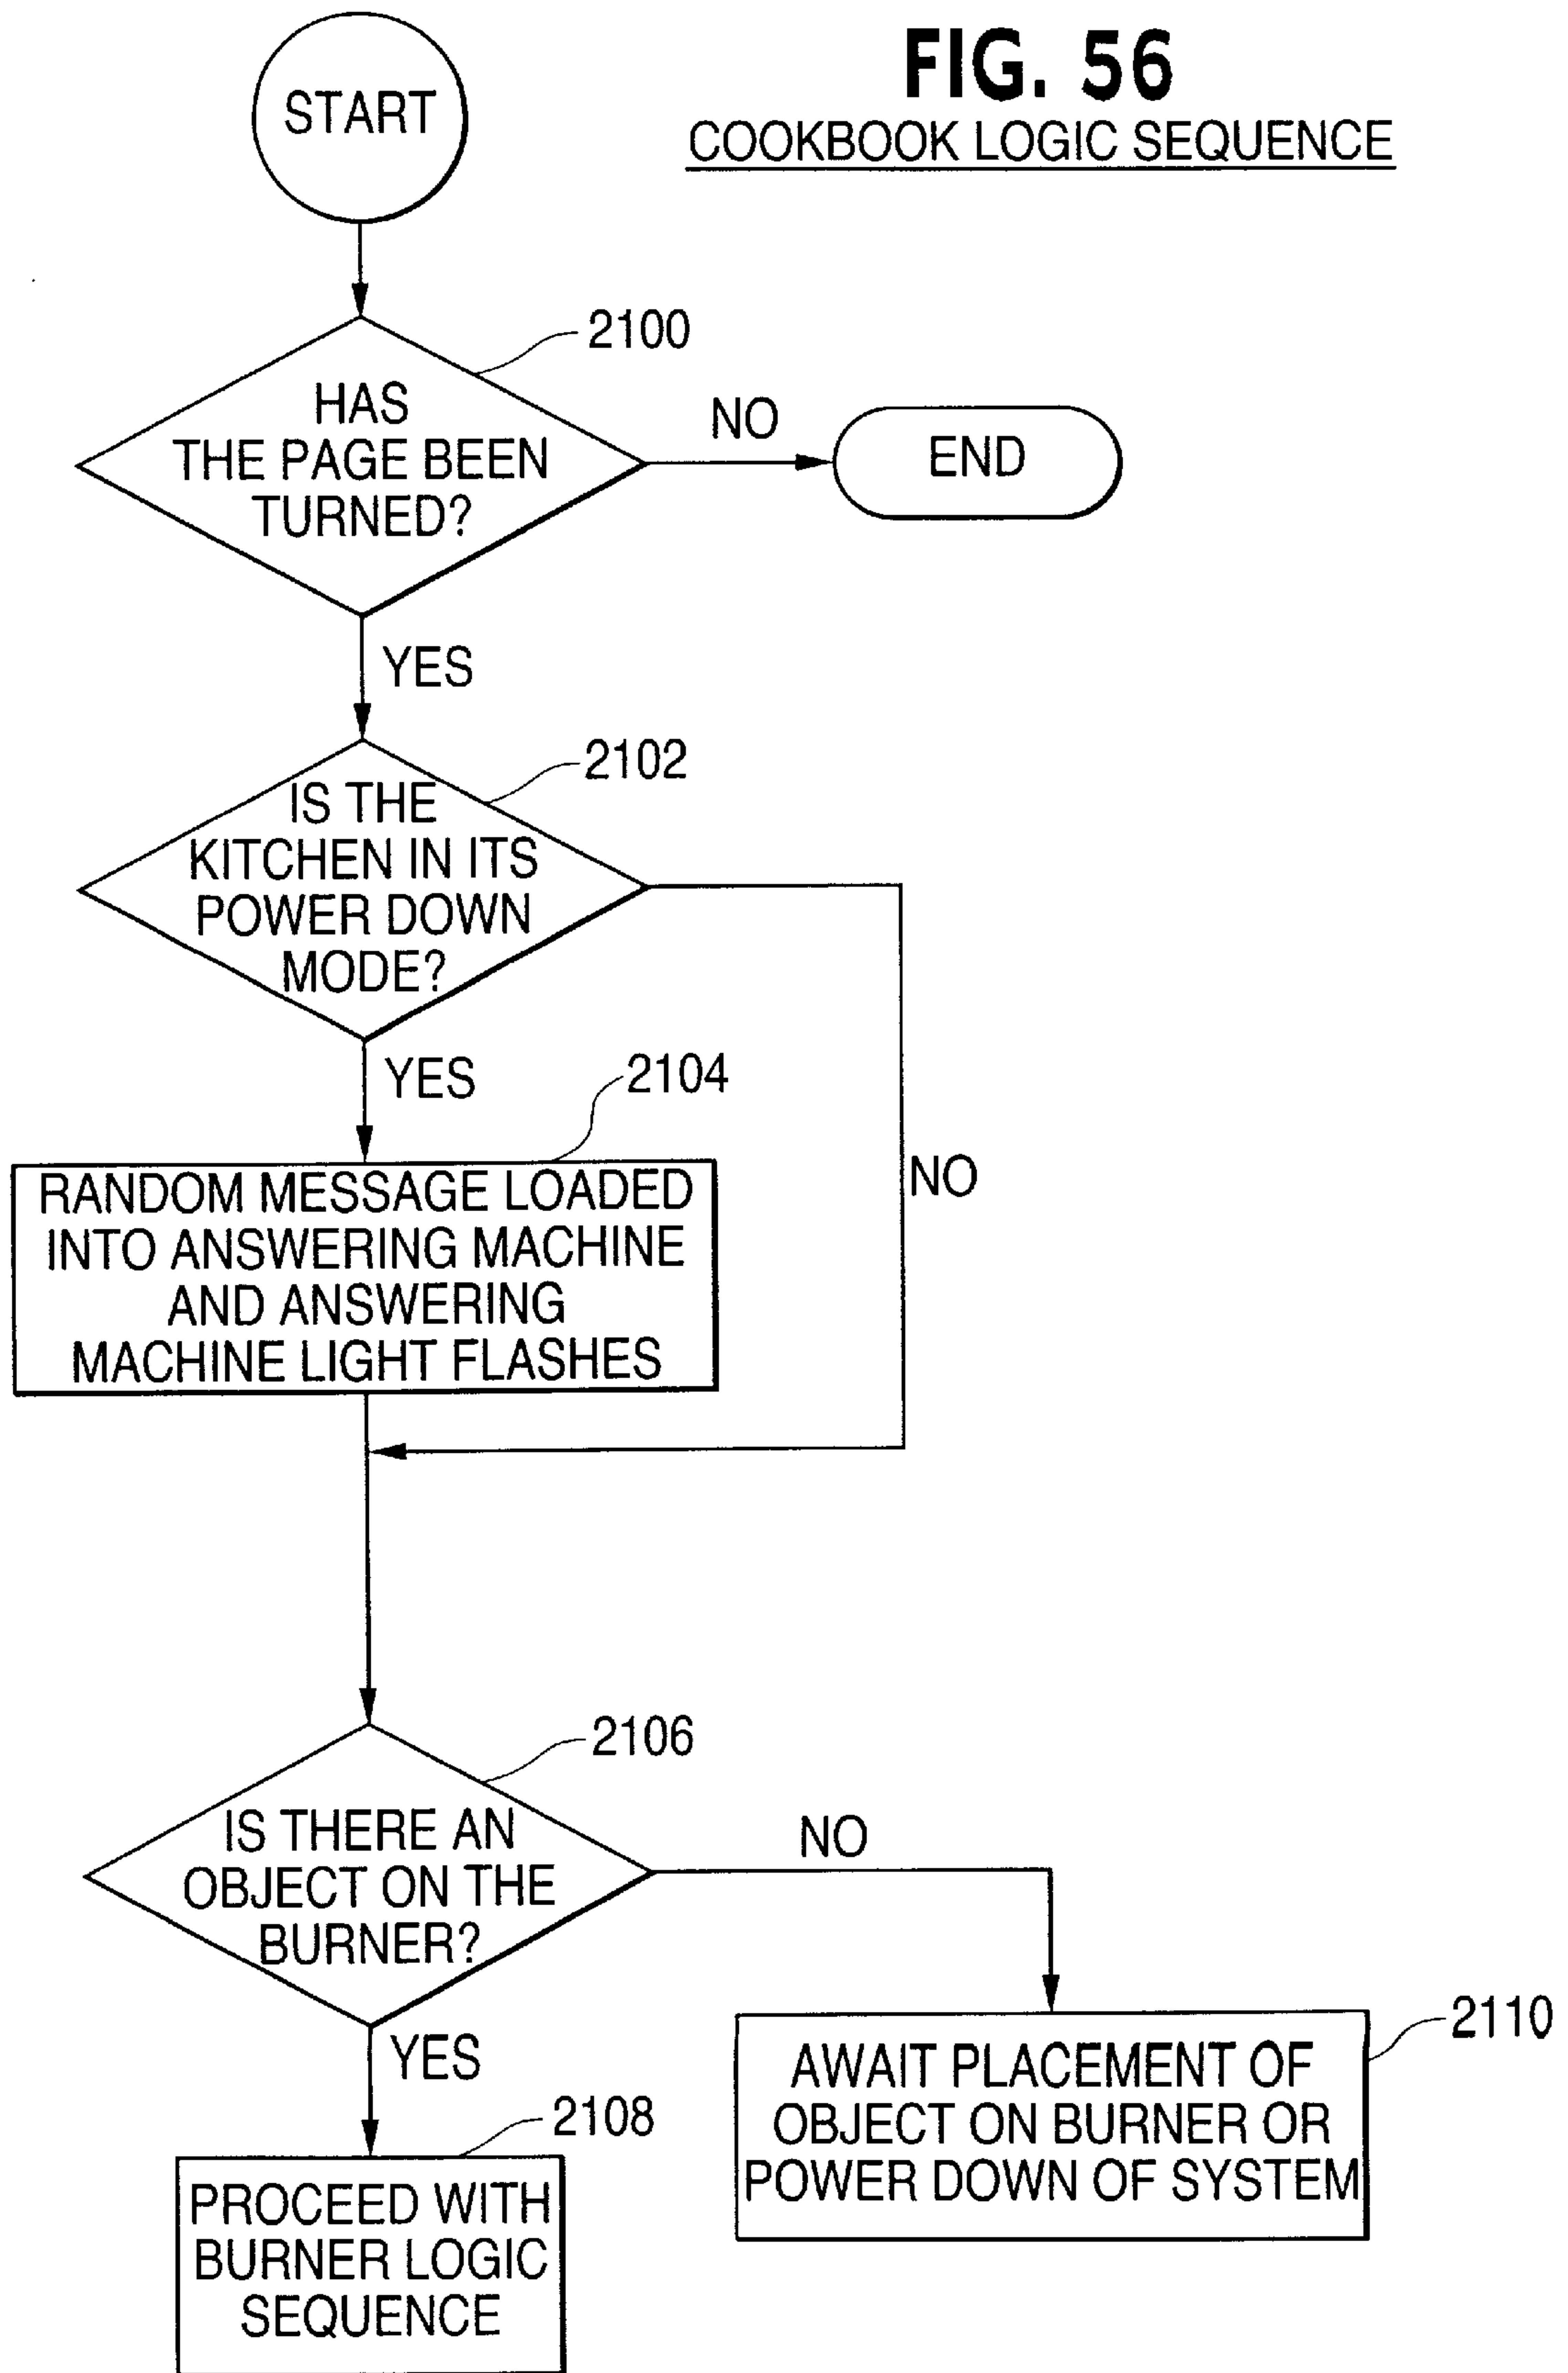 FIG. 56
COOKBOOK LOGIC SEQUENCE
START
2100
HAS
THE PAGE BEEN
TURNED?
NO
END
YES
2102
IS THE
KITCHEN IN ITS
POWER DOWN
MODE?
YES
NO
2104
RANDOM MESSAGE LOADED
INTO ANSWERING MACHINE
AND ANSWERING
MACHINE LIGHT FLASHES
2106
IS THERE AN
OBJECT ON THE
BURNER?
NO
YES
2108
PROCEED WITH
BURNER LOGIC
SEQUENCE
2110
AWAIT PLACEMENT OF
OBJECT ON BURNER OR
POWER DOWN OF SYSTEM